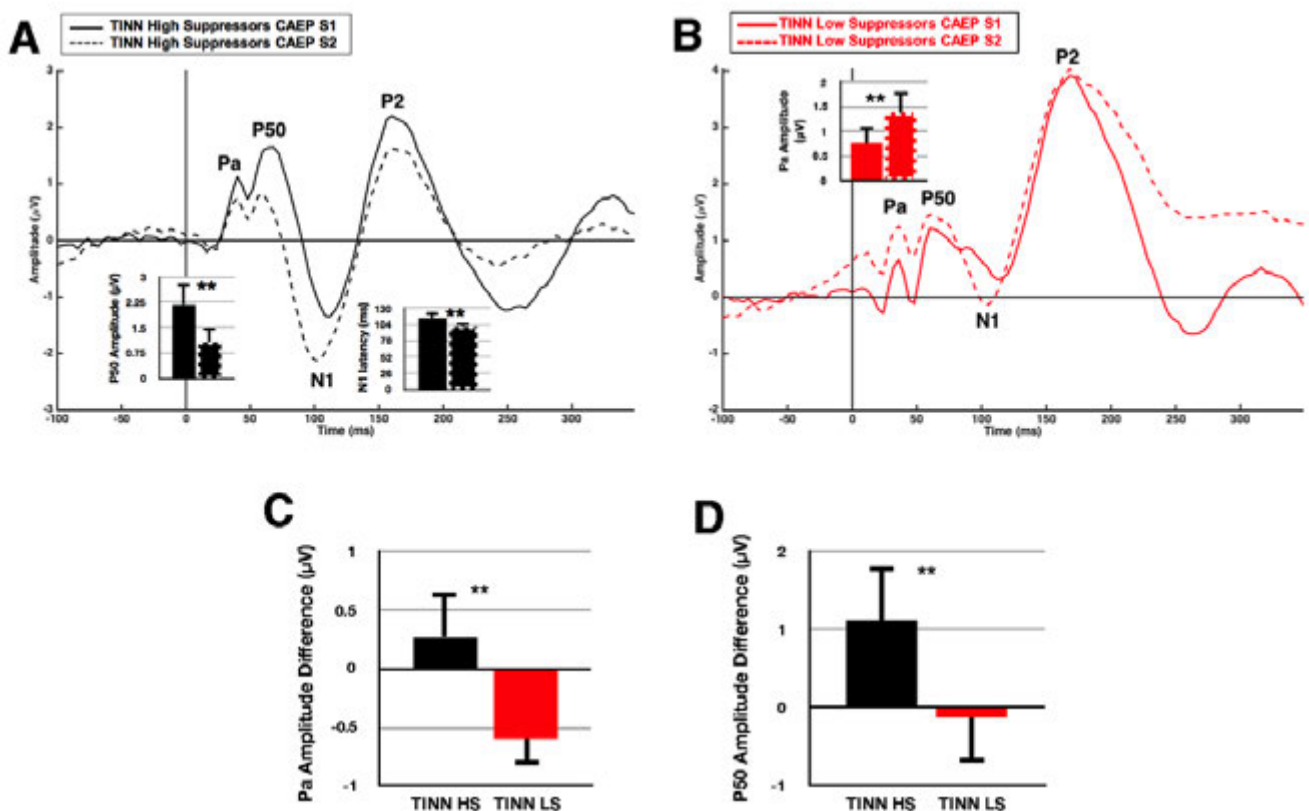 A
TINN High Suppressors CAEP S1
TINN High Suppressors CAEP S2
Amplitude (μV)
3
2
1
0
-1
-2
-3
Pa
P50
P2
N1
P50 Amplitude (μV)
3
2.25
1.5
0.75
0
**
N1 latency (ms)
130
104
78
52
26
0
**
-100
-50
0
50
100
150
200
250
300
Time (ms)
B
TINN Low Suppressors CAEP S1
TINN Low Suppressors CAEP S2
Amplitude (μV)
4
2
0
-1
-2
Pa Amplitude
(μV)
2
1.5
1
0.5
0
**
Pa
P50
P2
N1
-100
-50
0
50
100
150
200
250
300
Time (ms)
C
Pa Amplitude Difference (μV)
1
0.5
0
-0.5
-1
**
TINN HS
TINN LS
D
P50 Amplitude Difference (μV)
2
1
0
-1
**
TINN HS
TINN LS